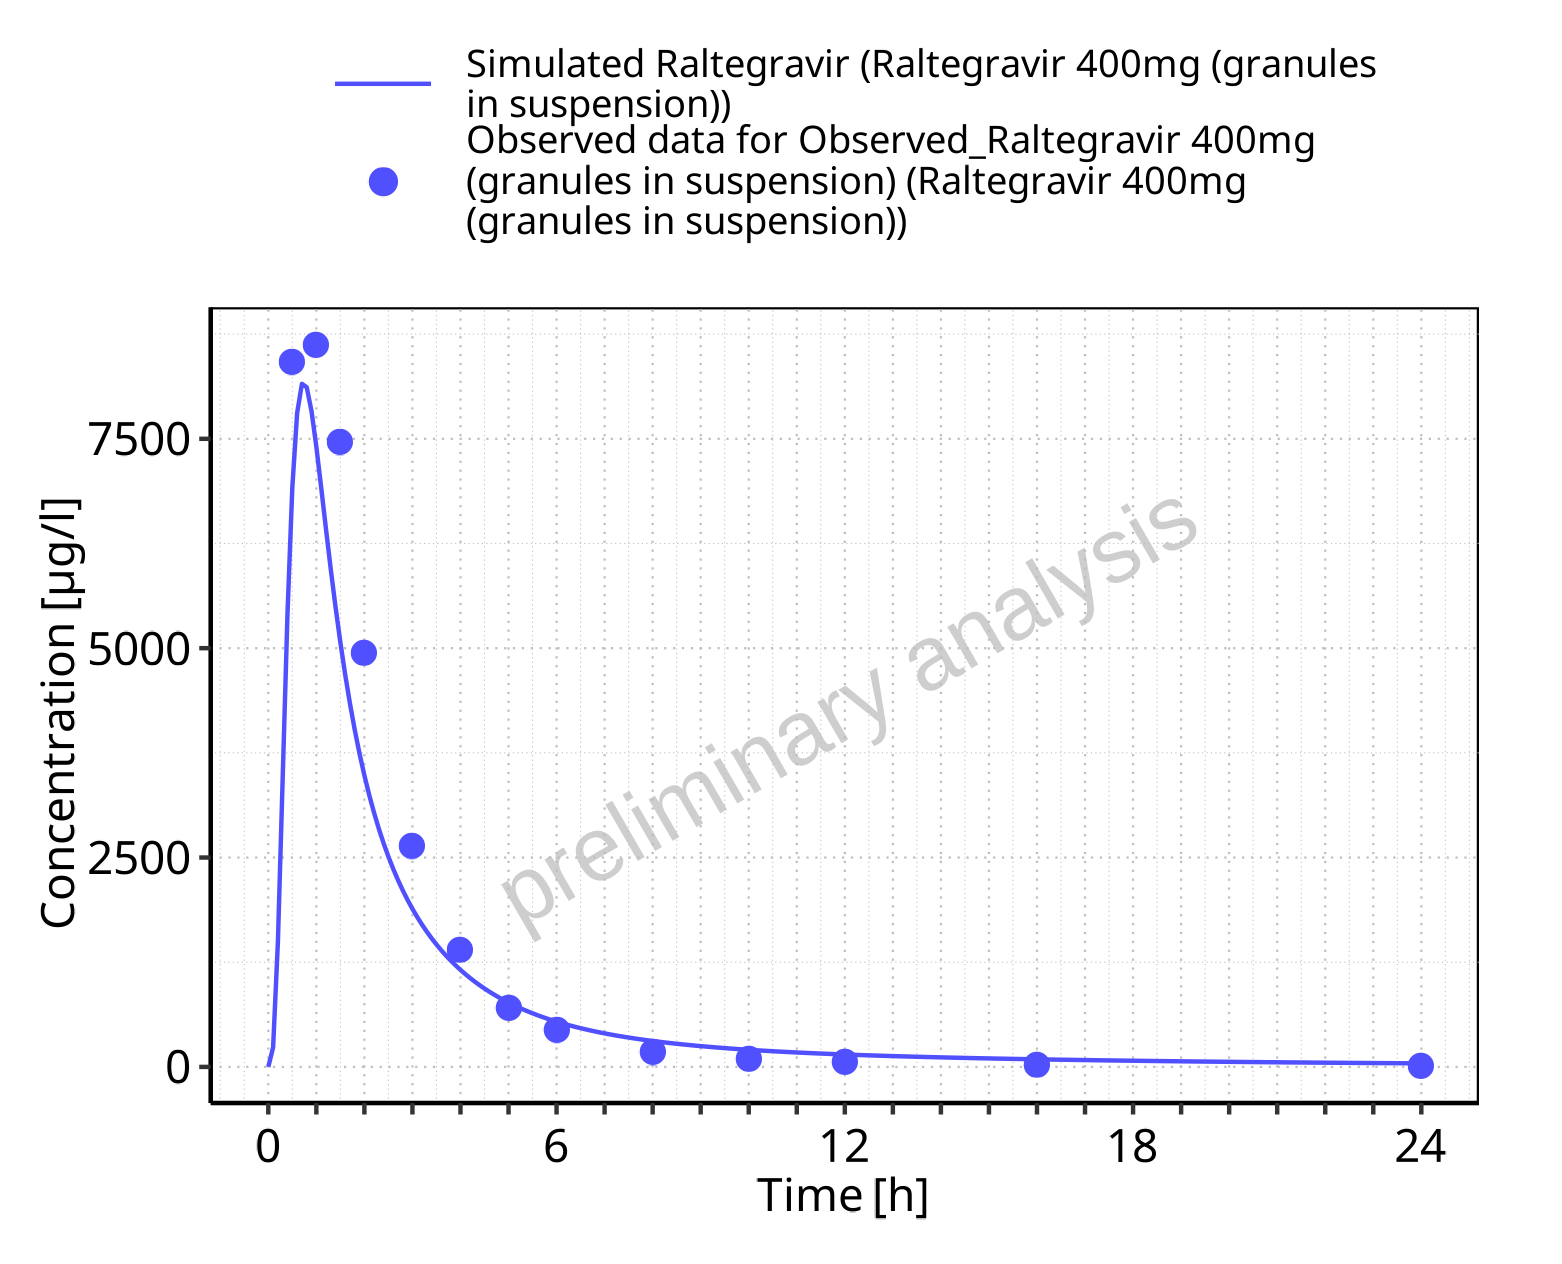 Simulated Raltegravir (Raltegravir 400mg (granules
in suspension))
Observed data for Observed_Raltegravir 400mg
(granules in suspension) (Raltegravir 400mg
(granules in suspension))
7500
5000
2500
0
Concentration [µg/l]
preliminary analysis
0 6 12 18 24
Time [h]